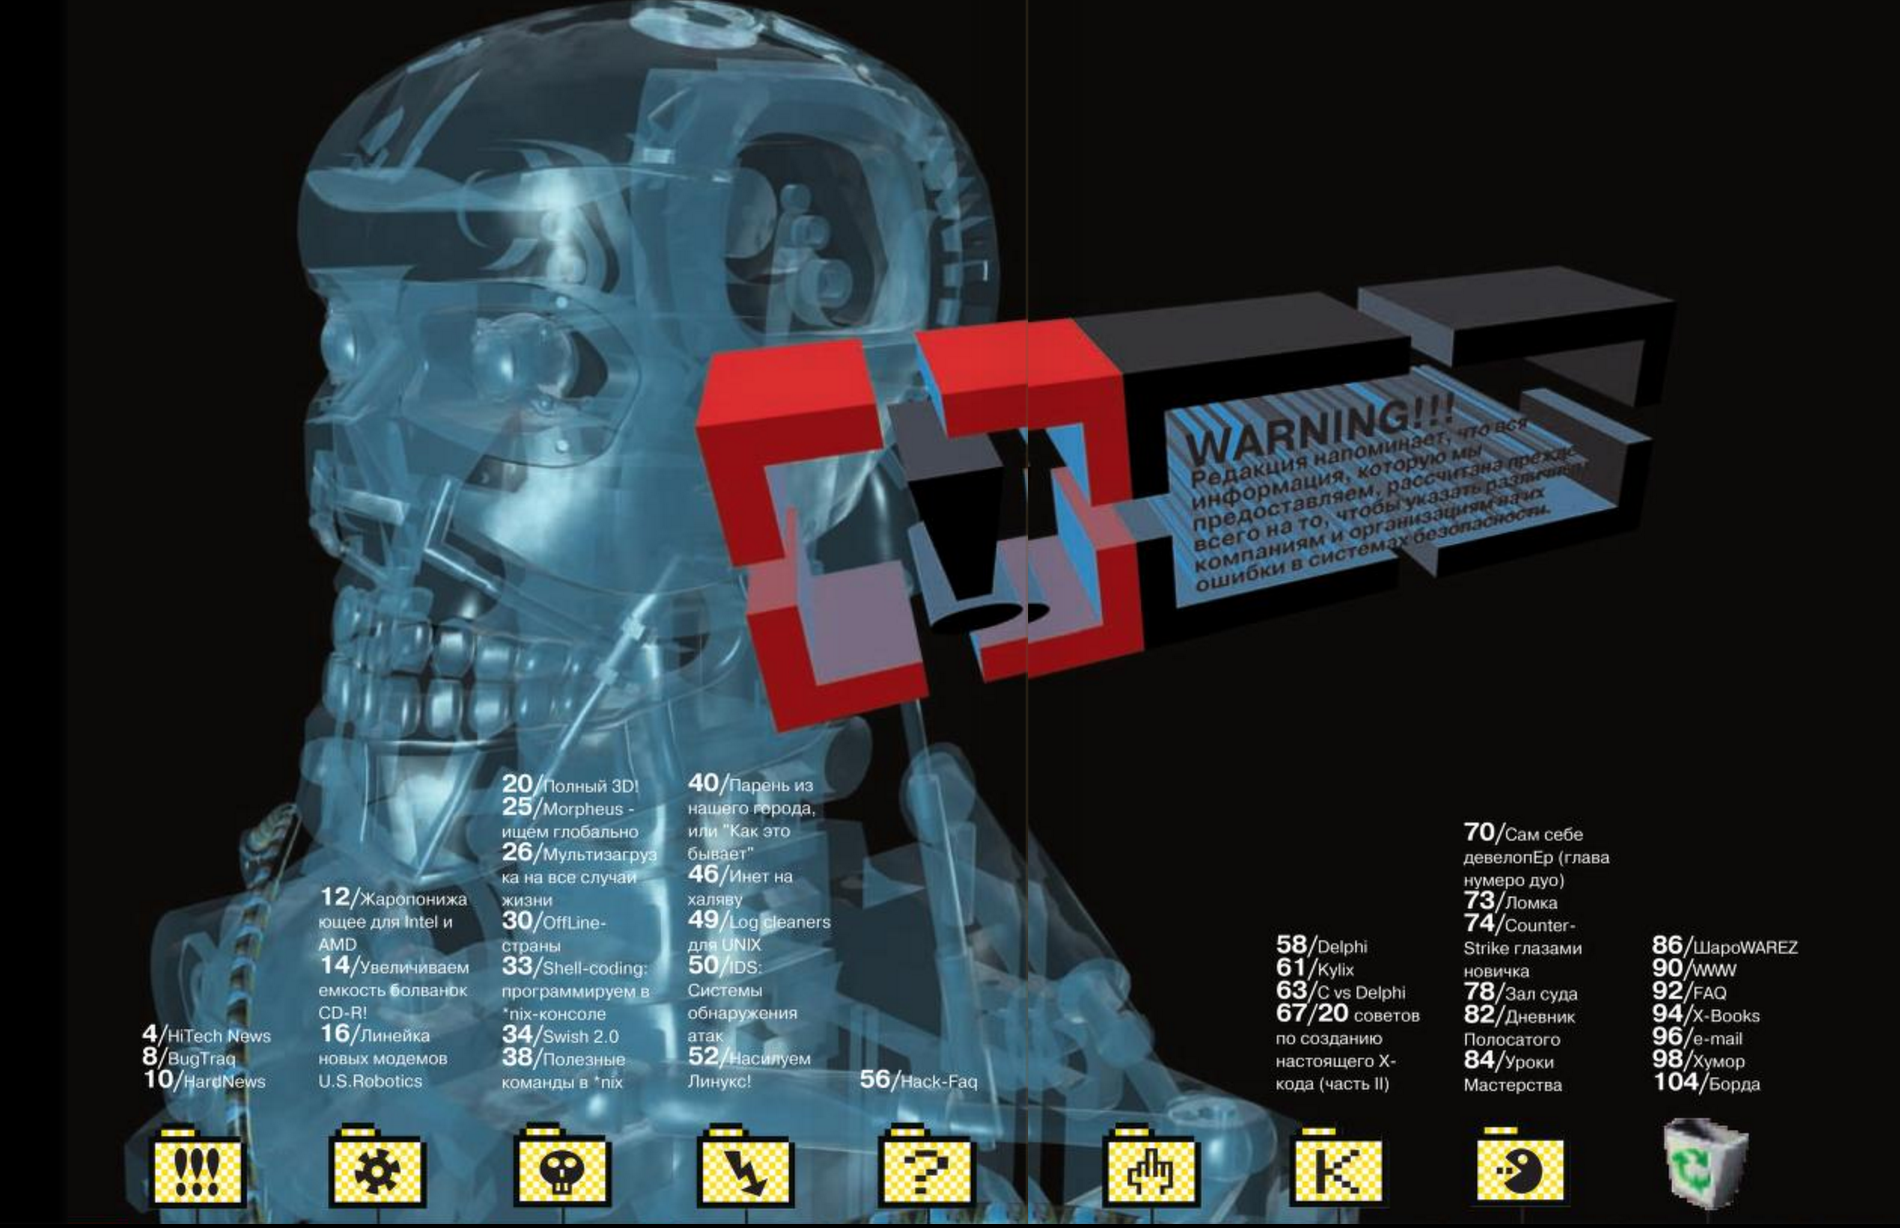 WARNING!!!
Редакция напоминает, что вся
информация, которую мы
предоставляем, рассчитана прежде
всего на то, чтобы указать различным
компаниям и организациям на их
ошибки в системах безопасности.
4/HiTech News
8/BugTraq
10/HardNews
12/Жаропонижа
ющее для Intel и
AMD
14/Увеличиваем
емкость болванок
CD-R!
16/Линейка
новых модемов
U.S.Robotics
20/Полный 3D!
25/Morpheus -
ищем глобально
26/Мультизагруз
ка на все случаи
жизни
30/OffLine-
страны
33/Shell-coding:
программируем в
*nix-консоле
34/Swish 2.0
38/Полезные
команды в *nix
40/Парень из
нашего города,
или "Как это
бывает"
46/Инет на
халяву
49/Log cleaners
для UNIX
50/IDS:
Системы
обнаружения
атак
52/Насилуем
Линукс!
56/Hack-Faq
58/Delphi
61/Kylix
63/C vs Delphi
67/20 советов
по созданию
настоящего X-
кода (часть II)
70/Сам себе
девелопЕр (глава
нумеро дуо)
73/Ломка
74/Counter-
Strike глазами
новичка
78/Зал суда
82/Дневник
Полосатого
84/Уроки
Мастерства
86/ШароWAREZ
90/WWW
92/FAQ
94/X-Books
96/e-mail
98/Хумор
104/Борда